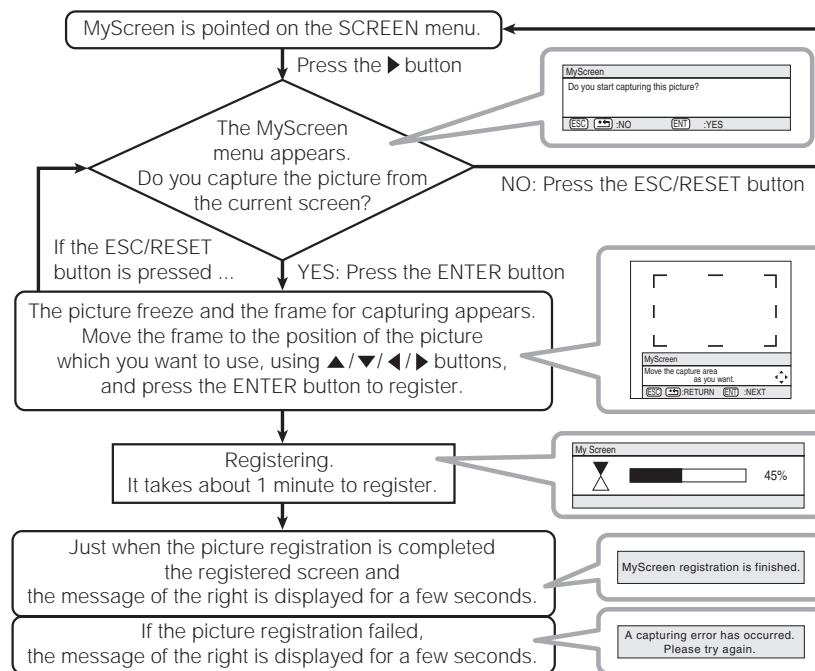 MyScreen is pointed on the SCREEN menu.
Press the ▶ button
MyScreen
Do you start capturing this picture?
ESC :NO ENT :YES
The MyScreen
menu appears.
Do you capture the picture from
the current screen?
NO: Press the ESC/RESET button
If the ESC/RESET
button is pressed ...
YES: Press the ENTER button
The picture freeze and the frame for capturing appears.
Move the frame to the position of the picture
which you want to use, using ▲/▼/◀/▶ buttons,
and press the ENTER button to register.
MyScreen
Move the capture area
as you want.
ESC :RETURN ENT :NEXT
Registering.
It takes about 1 minute to register.
My Screen
45%
Just when the picture registration is completed
the registered screen and
the message of the right is displayed for a few seconds.
MyScreen registration is finished.
If the picture registration failed,
the message of the right is displayed for a few seconds.
A capturing error has occurred.
Please try again.